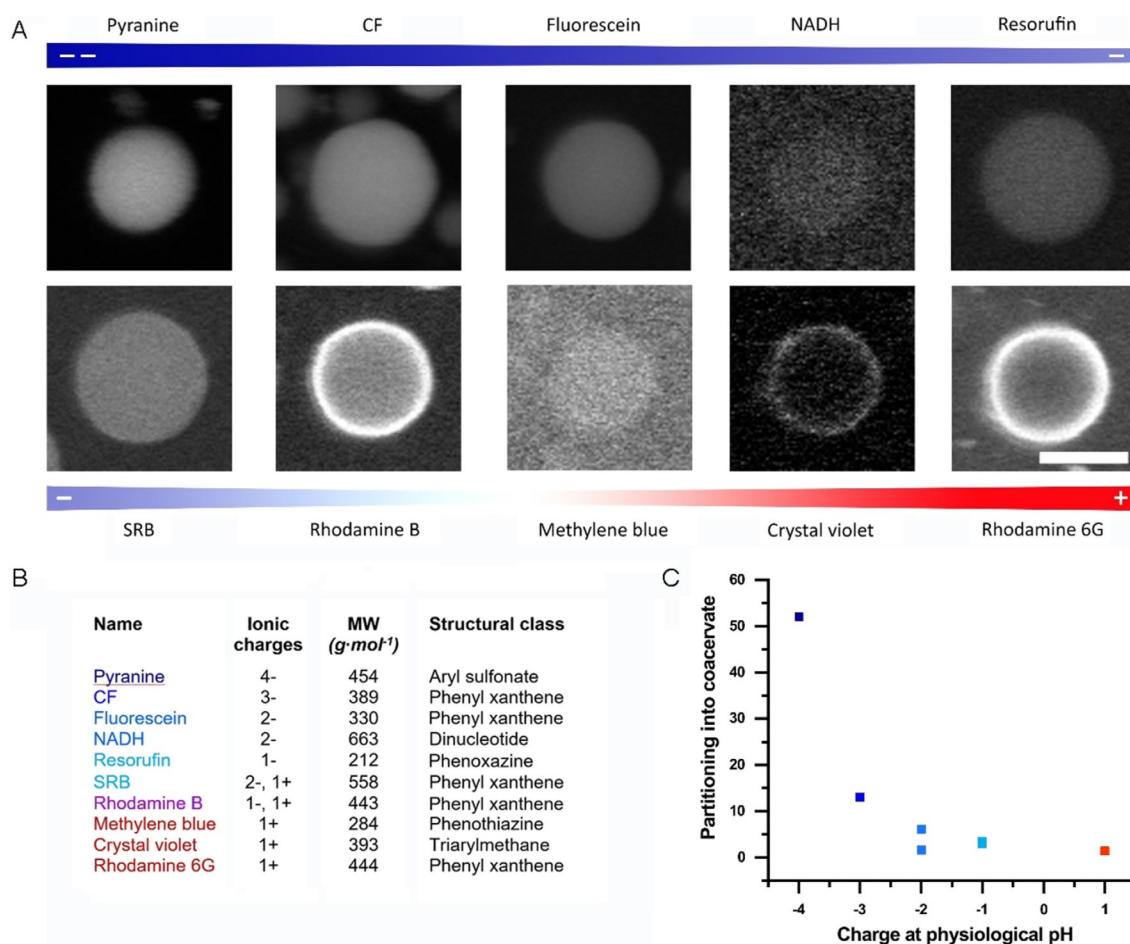 A
Pyranine CF Fluorescein NADH Resorufin
− − −
− +
SRB Rhodamine B Methylene blue Crystal violet Rhodamine 6G
B
Name Ionic charges MW (g·mol⁻¹) Structural class
Pyranine 4- 454 Aryl sulfonate
CF 3- 389 Phenyl xanthene
Fluorescein 2- 330 Phenyl xanthene
NADH 2- 663 Dinucleotide
Resorufin 1- 212 Phenoxazine
SRB 2-, 1+ 558 Phenyl xanthene
Rhodamine B 1-, 1+ 443 Phenyl xanthene
Methylene blue 1+ 284 Phenothiazine
Crystal violet 1+ 393 Triarylmethane
Rhodamine 6G 1+ 444 Phenyl xanthene
C
Partitioning into coacervate
60
50
40
30
20
10
0
-4 -3 -2 -1 0 1
Charge at physiological pH